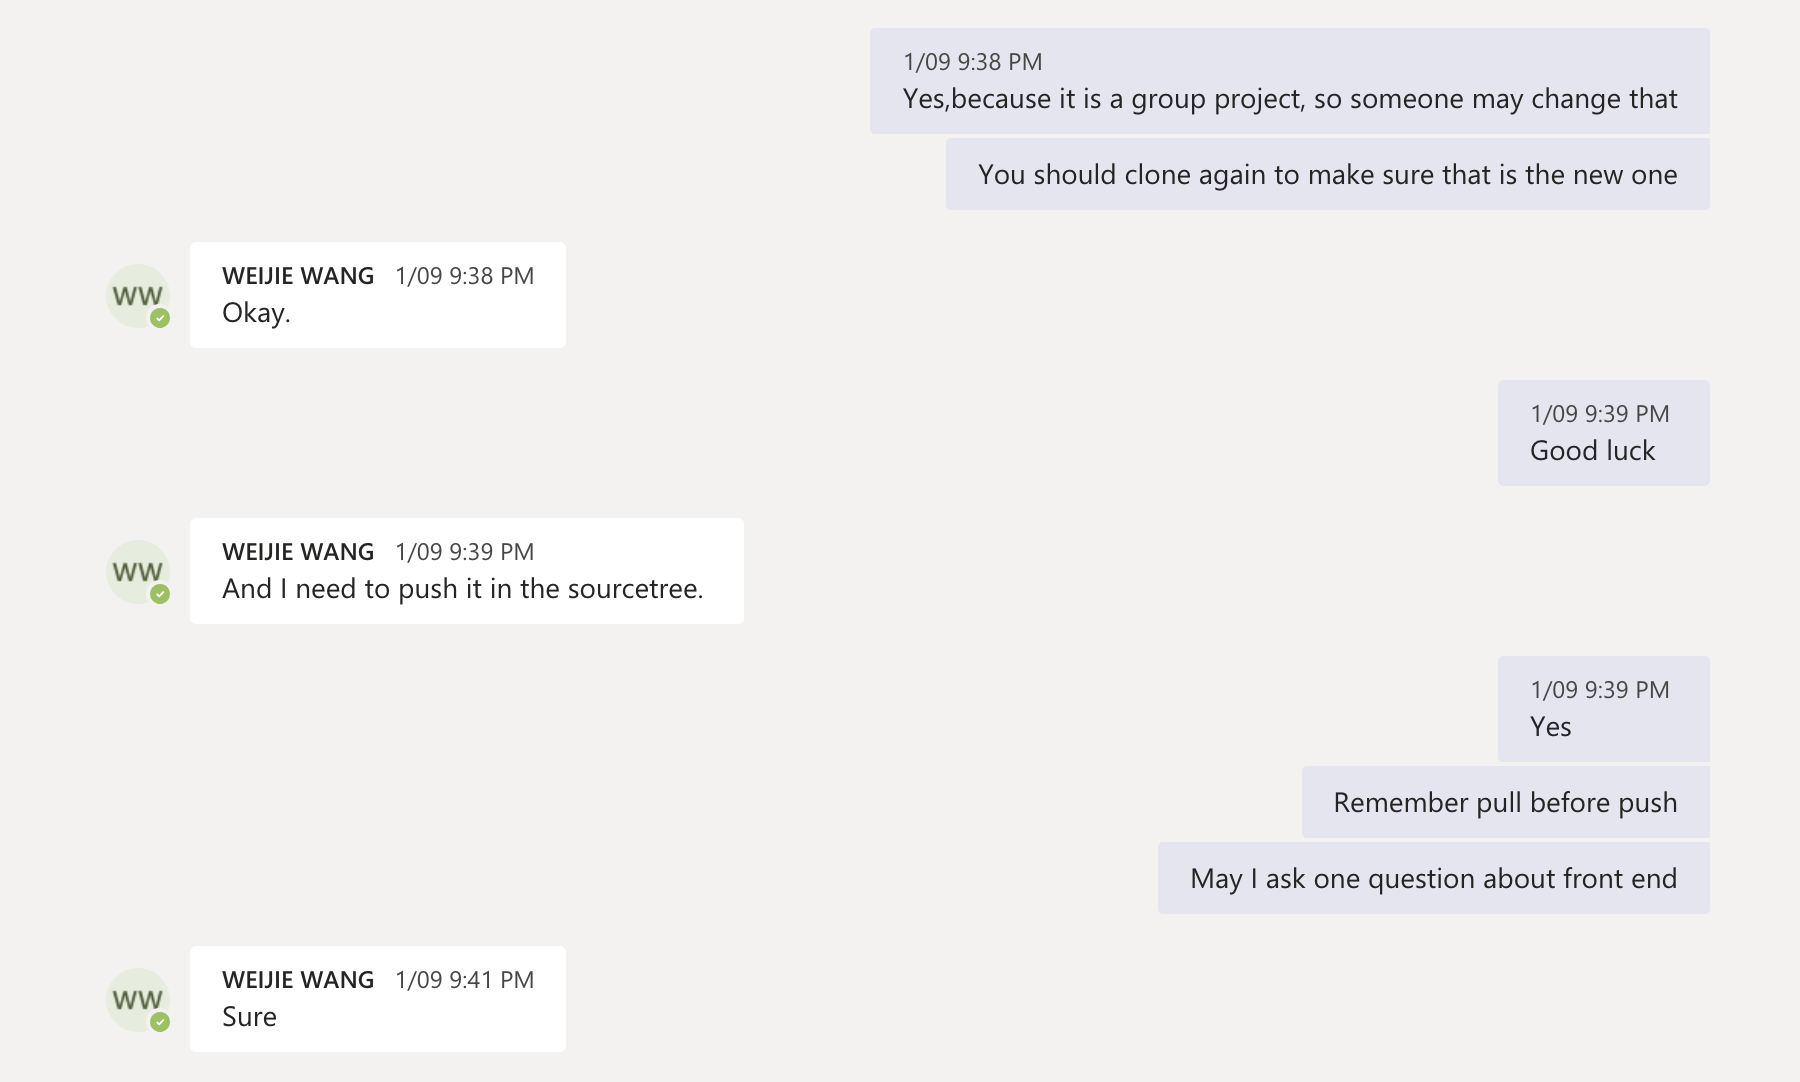 1/09 9:38 PM
Yes,because it is a group project, so someone may change that
You should clone again to make sure that is the new one
WW
WEIJIE WANG 1/09 9:38 PM
Okay.
1/09 9:39 PM
Good luck
WW
WEIJIE WANG 1/09 9:39 PM
And I need to push it in the sourcetree.
1/09 9:39 PM
Yes
Remember pull before push
May I ask one question about front end
WW
WEIJIE WANG 1/09 9:41 PM
Sure